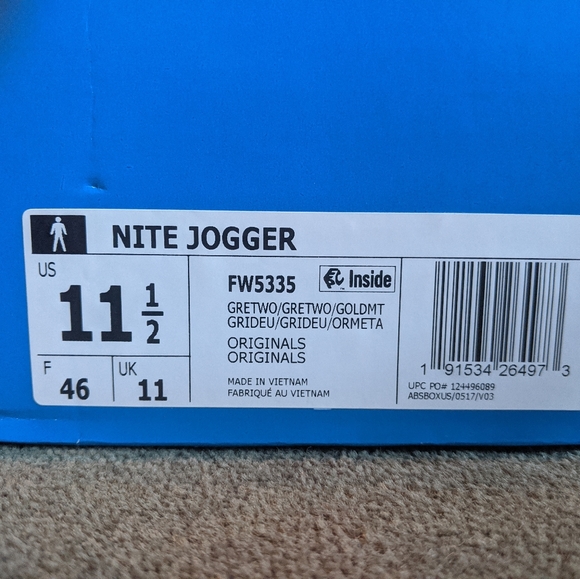 NITE JOGGER
US
11 1/2
F
46
UK
11
FW5335
Inside
GRETWO/GRETWO/GOLDMT
GRIDEU/GRIDEU/ORMETA
ORIGINALS
ORIGINALS
MADE IN VIETNAM
FABRIQUÉ AU VIETNAM
1 91534 26497 3
UPC PO# 124496089
ABSBOXUS/0517/V03